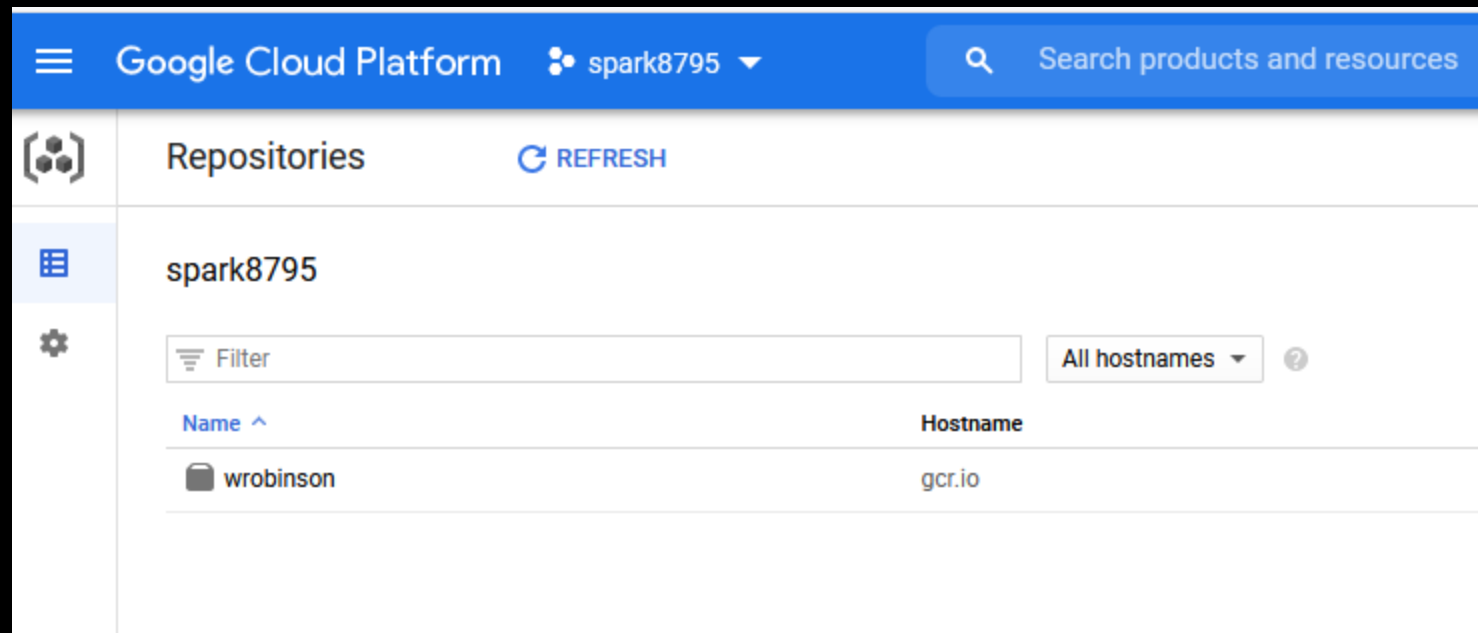 Google Cloud Platform spark8795 Search products and resources
Repositories REFRESH
spark8795
Filter All hostnames ?
Name Hostname
wrobinson gcr.io